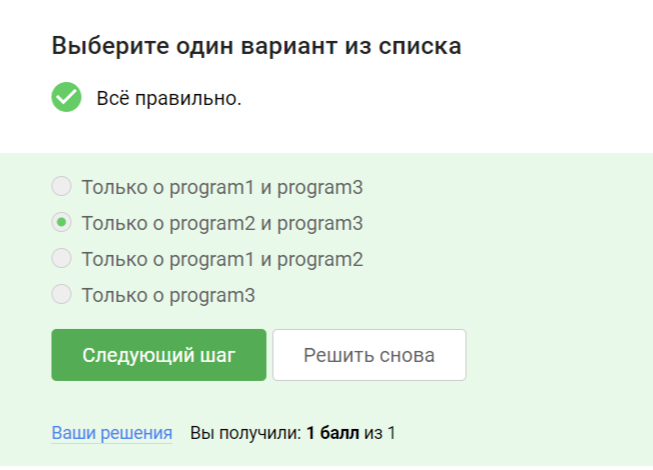 Выберите один вариант из списка
Всё правильно.
Только о program1 и program3
Только о program2 и program3
Только о program1 и program2
Только о program3
Следующий шаг Решить снова
Ваши решения Вы получили: 1 балл из 1